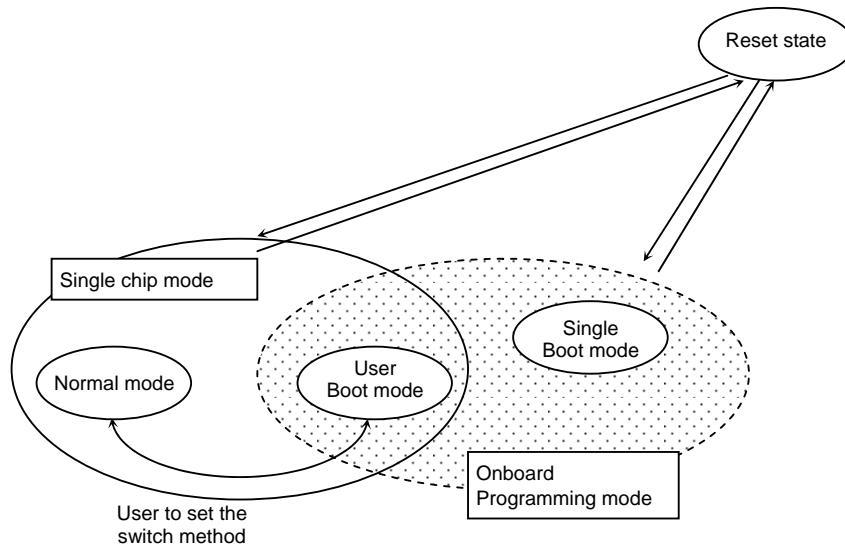 Reset state
Single chip mode
Single
Boot mode
Normal mode
User
Boot mode
Onboard
Programming mode
User to set the
switch method